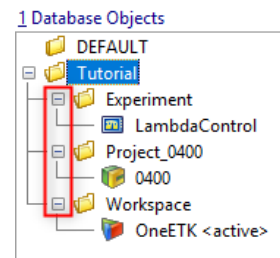 1 Database Objects
DEFAULT
Tutorial
Experiment
LambdaControl
Project_0400
0400
Workspace
OneETK <active>